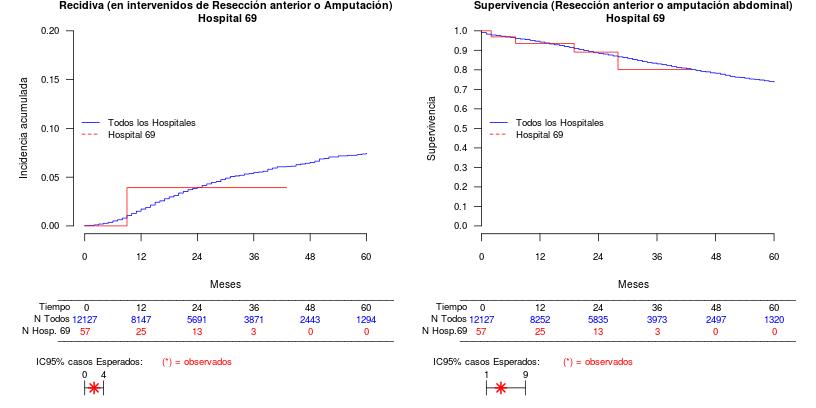 Recidiva (en intervenidos de Resección anterior o Amputación)
Hospital 69
0.20
0.15
0.10
0.05
0.00
Incidencia acumulada
Todos los Hospitales
Hospital 69
0 12 24 36 48 60
Meses
Tiempo 0 12 24 36 48 60
N Todos 12127 8147 5691 3871 2443 1294
N Hosp. 69 57 25 13 3 0 0
IC95% casos Esperados: (*) = observados
0 4
Supervivencia (Resección anterior o amputación abdominal)
Hospital 69
1.0
0.9
0.8
0.7
0.6
0.5
0.4
0.3
0.2
0.1
0.0
Supervivencia
Todos los Hospitales
Hospital 69
0 12 24 36 48 60
Meses
Tiempo 0 12 24 36 48 60
N Todos 12127 8252 5835 3973 2497 1320
N Hosp.69 57 25 13 3 0 0
IC95% casos Esperados: (*) = observados
1 9